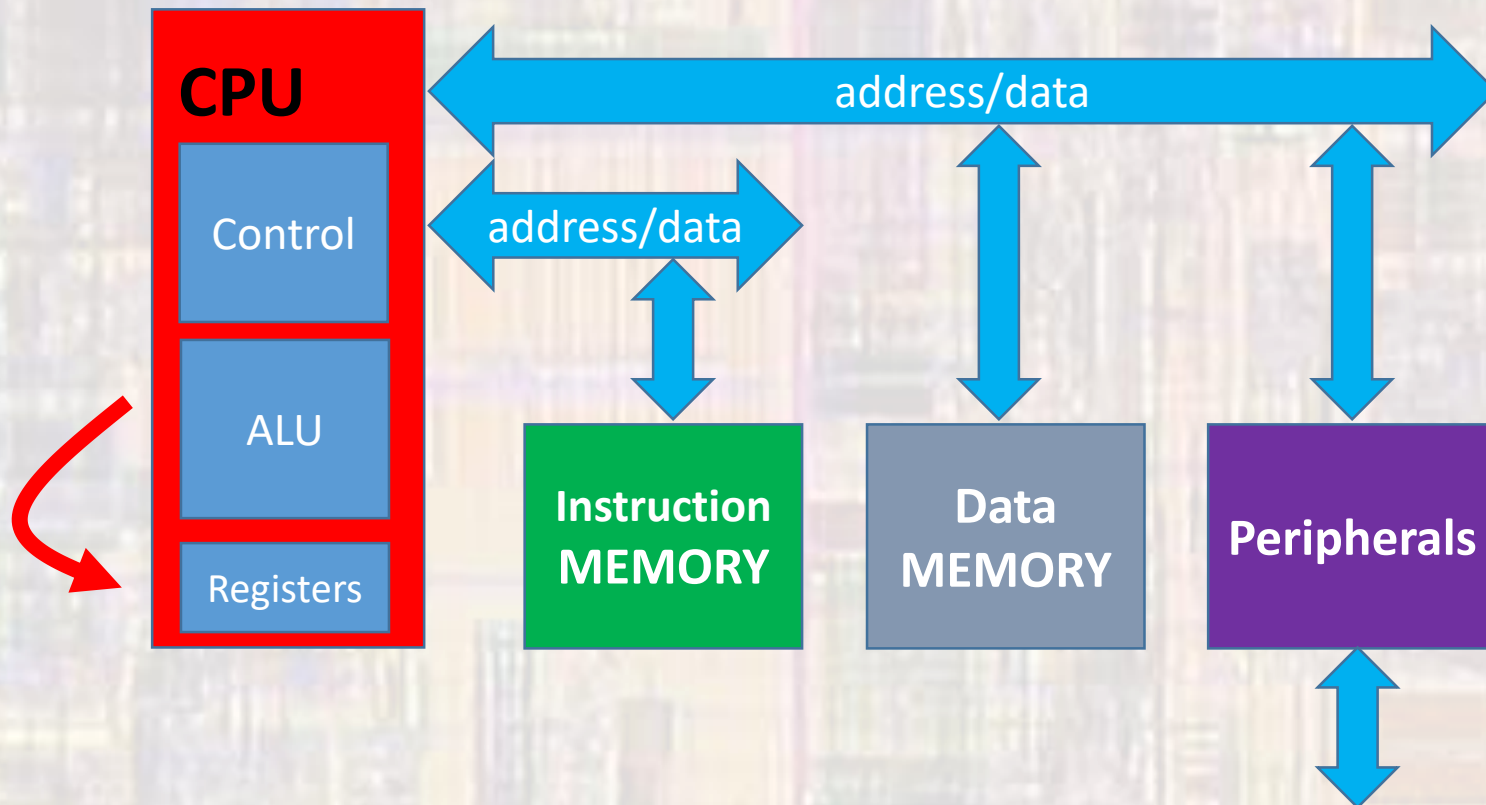 CPU
address/data
Control
address/data
ALU
Registers
Instruction
MEMORY
Data
MEMORY
Peripherals